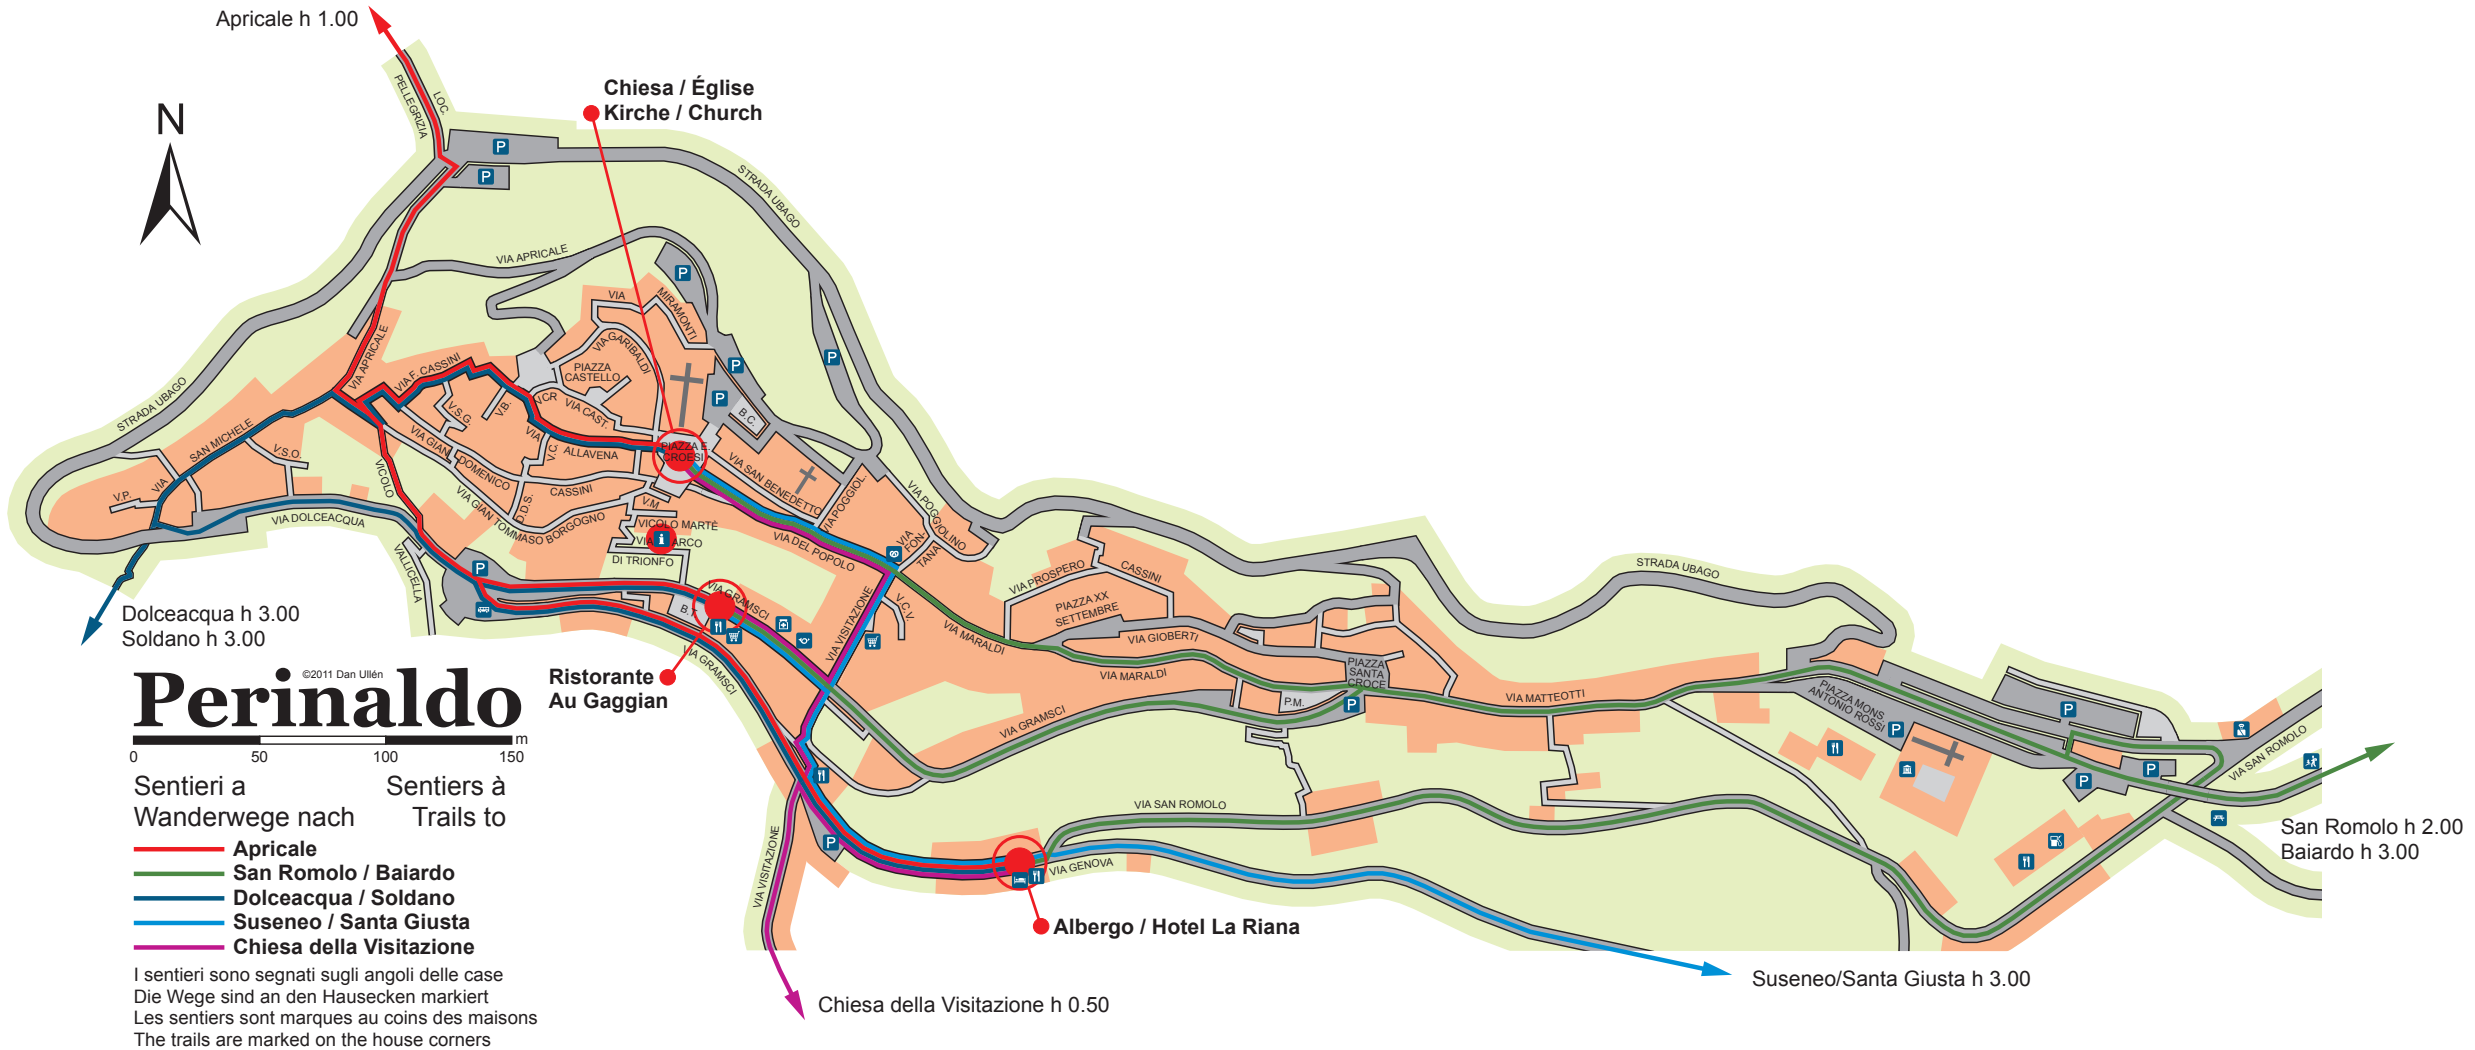 Apricale h 1.00
N
Chiesa / Église
Kirche / Church
LOC.
PELLEGRIZIA
P
P
STRADA UBAGO
VIA APRICALE
P
VIA
MIRAMONTI
VIA GARIBALDI
PIAZZA
CASTELLO
P
P
P
B.C.
VIA APRICALE
VIA F. CASSINI
STRADA UBAGO
V.S.G.
V.B.
V.CR
VIA CAST.
VIA
ALLAVENA
V.C.
PIAZZA E.
CROESI
VIA SAN BENEDETTO
VIA POGGIOL.
VIA POGGIOLINO
VIA
FON-
TANA
VIA
SAN MICHELE
V.S.O.
V.P.
VICOLO
VIA GIAN
DOMENICO
CASSINI
VIA GIAN TOMMASO BORGOGNO
D.D.S.
V.M
VICOLO MARTÈ
VIA ARCO
i
DI TRIONFO
VIA DOLCEACQUA
VALLICELLA
P
VIA DEL POPOLO
VIA GRAMSCI
B.T.
VIA GRAMSCI
VIA VISITAZIONE
V.C.V.
VIA MARALDI
VIA PROSPERO
CASSINI
PIAZZA XX
SETTEMBRE
VIA GIOBERTI
VIA MARALDI
PIAZZA
SANTA
CROCE
P.M.
P
VIA GRAMSCI
STRADA UBAGO
VIA MATTEOTTI
PIAZZA MONS.
ANTONIO ROSSI
P
P
P
P
VIA SAN ROMOLO
Dolceacqua h 3.00
Soldano h 3.00
Ristorante
Au Gaggian
©2011 Dan Ullén
Perinaldo
m
0 50 100 150
Sentieri a Sentiers à
Wanderwege nach Trails to
Apricale
San Romolo / Baiardo
Dolceacqua / Soldano
Suseneo / Santa Giusta
Chiesa della Visitazione
I sentieri sono segnati sugli angoli delle case
Die Wege sind an den Hausecken markiert
Les sentiers sont marques au coins des maisons
The trails are marked on the house corners
P
VIA VISITAZIONE
VIA SAN ROMOLO
VIA GENOVA
Albergo / Hotel La Riana
San Romolo h 2.00
Baiardo h 3.00
Suseneo/Santa Giusta h 3.00
Chiesa della Visitazione h 0.50